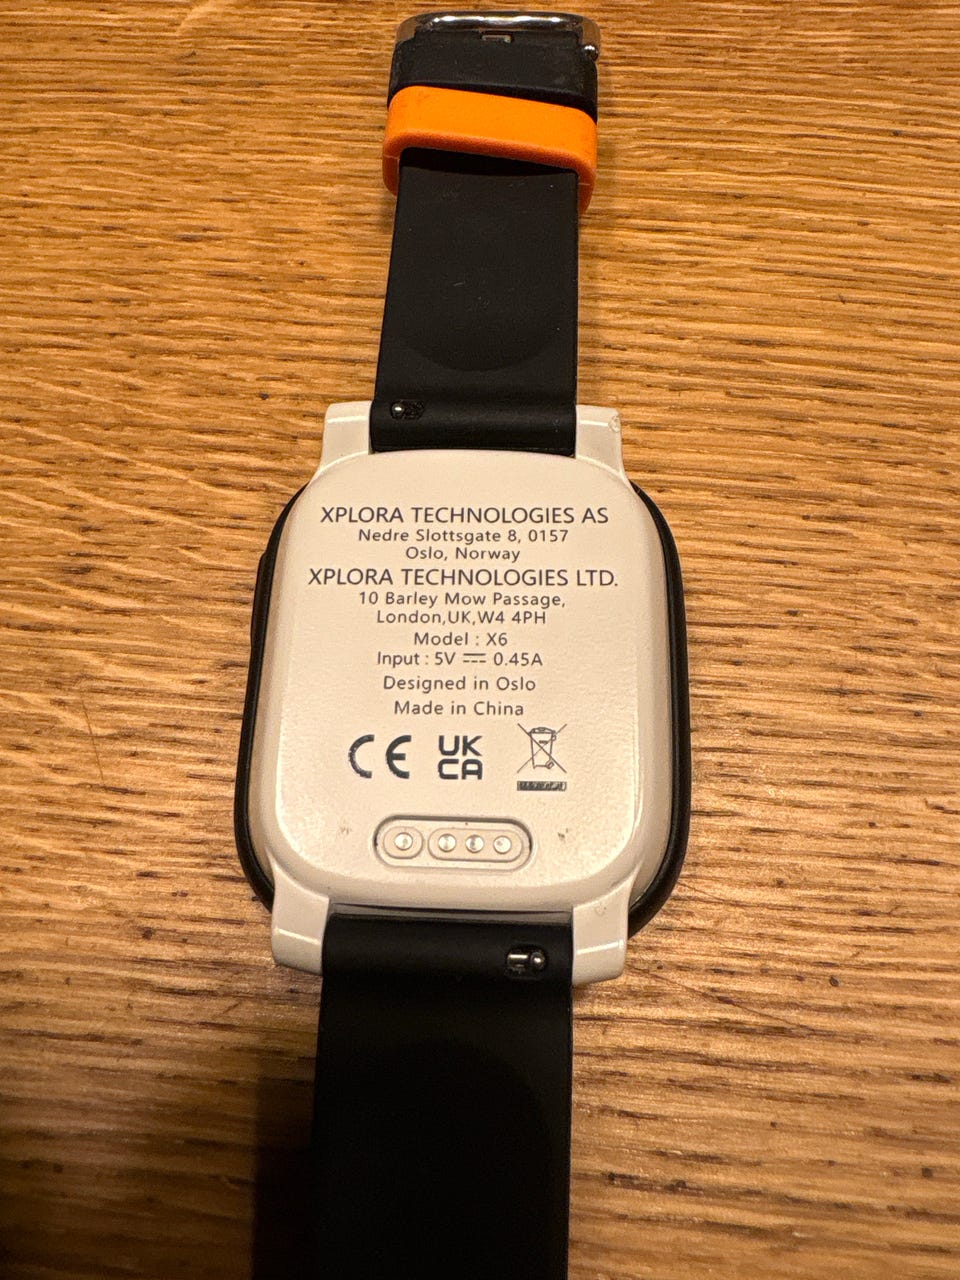 XPLORA TECHNOLOGIES AS
Nedre Slottsgate 8, 0157
Oslo, Norway
XPLORA TECHNOLOGIES LTD.
10 Barley Mow Passage,
London,UK,W4 4PH
Model : X6
Input : 5V ⎓ 0.45A
Designed in Oslo
Made in China
CE UK
CA